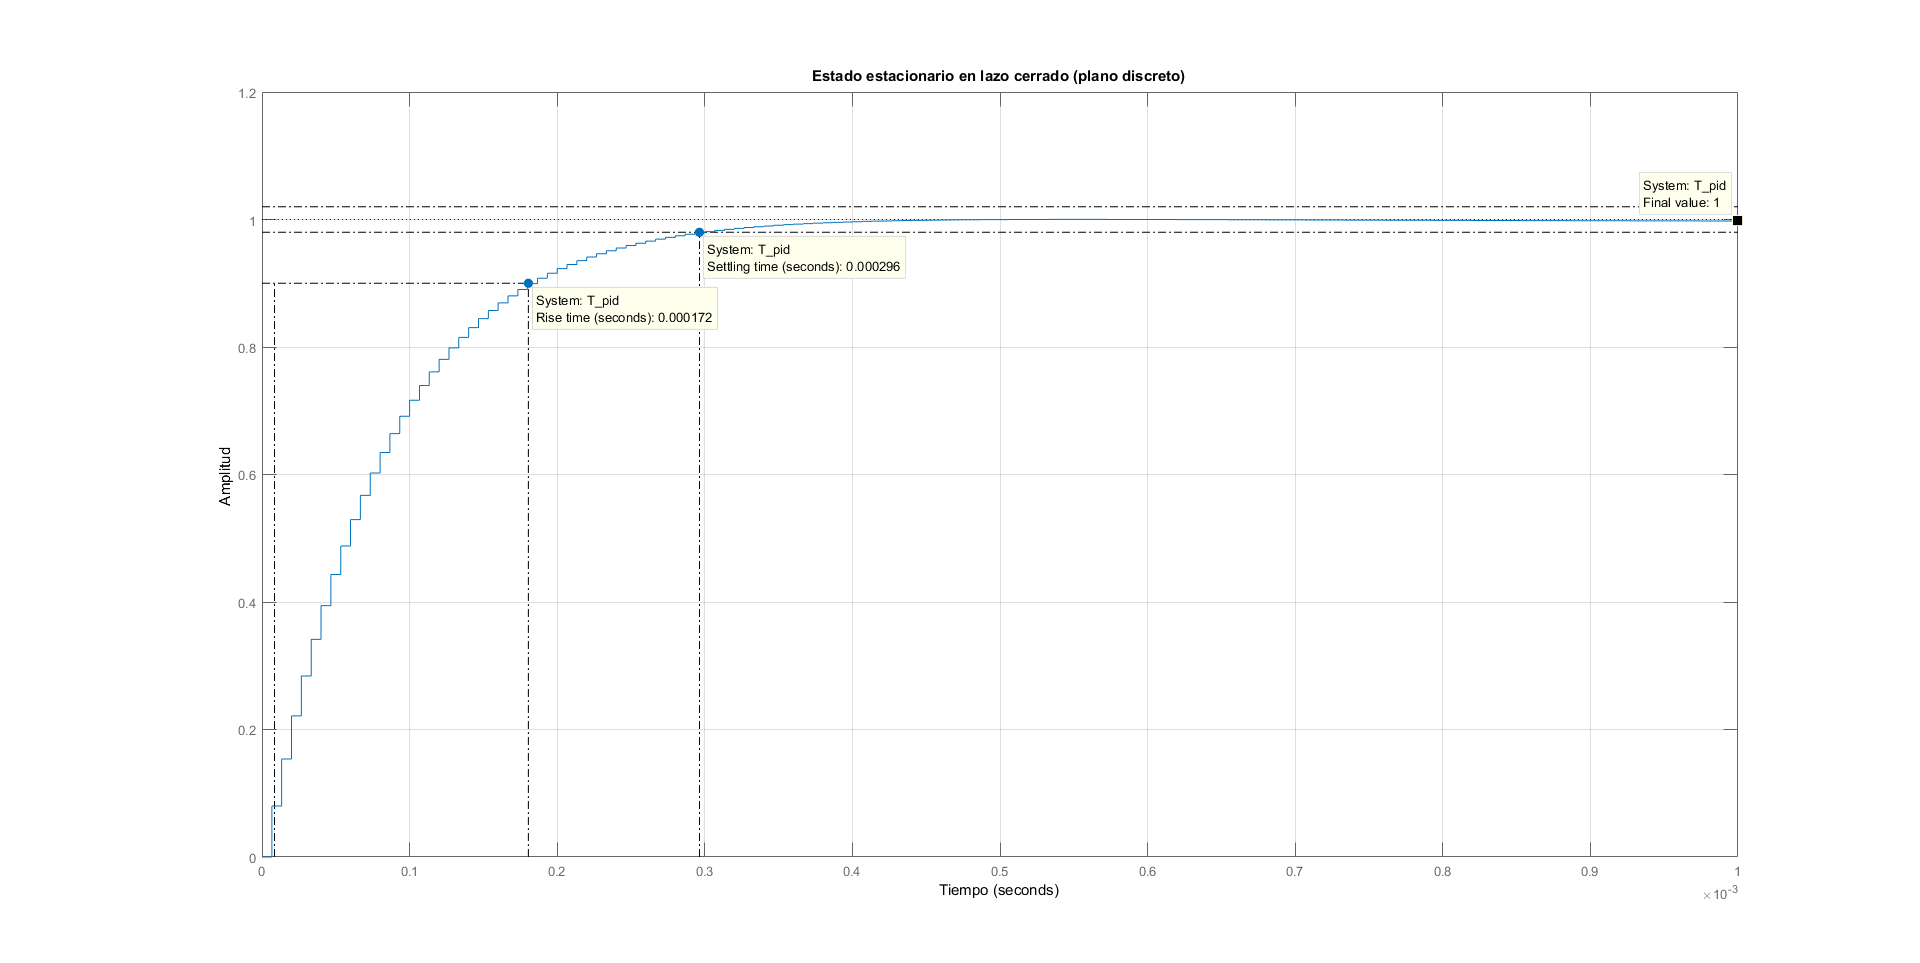 Estado estacionario en lazo cerrado (plano discreto)
1.2
System: T_pid
Final value: 1
1
System: T_pid
Settling time (seconds): 0.000296
System: T_pid
Rise time (seconds): 0.000172
0.8
Amplitud
0.6
0.4
0.2
0
0 0.1 0.2 0.3 0.4 0.5 0.6 0.7 0.8 0.9 1
Tiempo (seconds)
×10⁻³